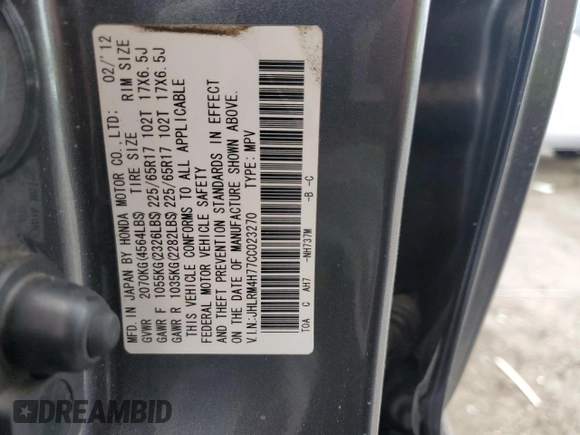 MFD. IN JAPAN BY HONDA MOTOR CO., LTD: 02/'12
TIRE SIZE RIM SIZE
GVWR 2070KG(4564LBS)
GAWR F 1055KG(2326LBS) 225/65R17 102T 17X6.5J
GAWR R 1035KG(2282LBS) 225/65R17 102T 17X6.5J
THIS VEHICLE CONFORMS TO ALL APPLICABLE
FEDERAL MOTOR VEHICLE SAFETY
AND THEFT PREVENTION STANDARDS IN EFFECT
ON THE DATE OF MANUFACTURE SHOWN ABOVE.
V.I.N:JHLRM4H77CC023270 TYPE: MPV
TOA C AH7 -NH737M -B -C
DREAMBID